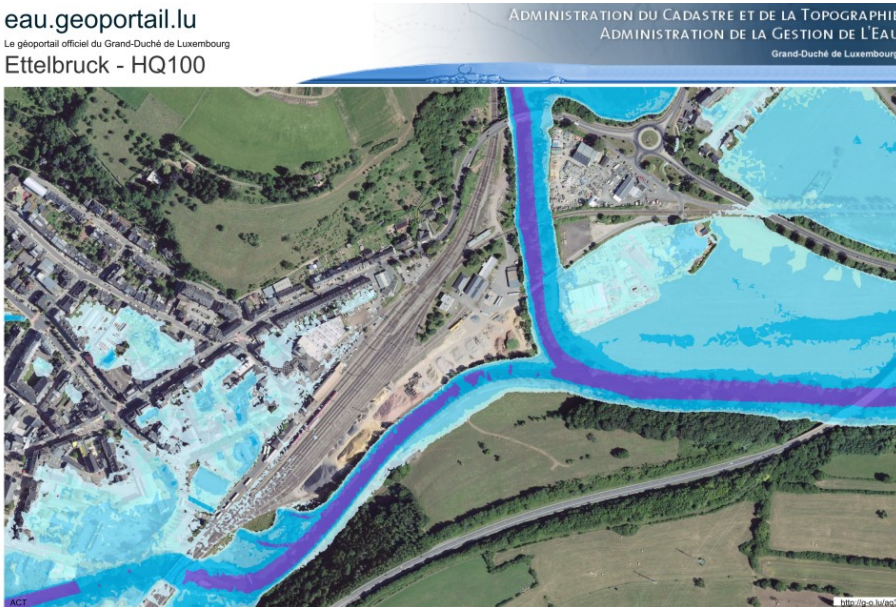 eau.geoportail.lu
Le géoportail officiel du Grand-Duché de Luxembourg
Ettelbruck - HQ100
ADMINISTRATION DU CADASTRE ET DE LA TOPOGRAPHIE
ADMINISTRATION DE LA GESTION DE L'EAU
Grand-Duché de Luxembourg
ACT